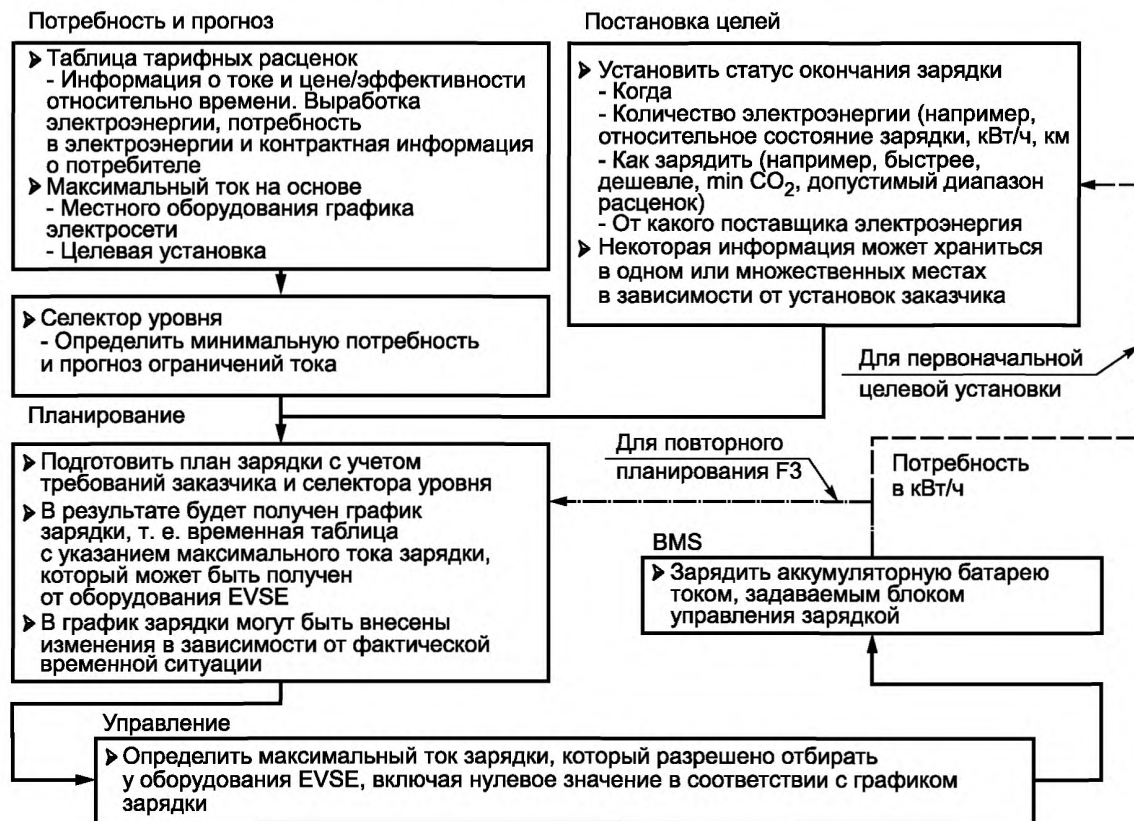 Потребность и прогноз
Таблица тарифных расценок
- Информация о токе и цене/эффективности
относительно времени. Выработка
электроэнергии, потребность
в электроэнергии и контрактная информация
о потребителе
Максимальный ток на основе
- Местного оборудования графика
электросети
- Целевая установка
Селектор уровня
- Определить минимальную потребность
и прогноз ограничений тока
Постановка целей
Установить статус окончания зарядки
- Когда
- Количество электроэнергии (например,
относительное состояние зарядки, кВт/ч, км
- Как зарядить (например, быстрее,
дешевле, min CO₂, допустимый диапазон
расценок)
- От какого поставщика электроэнергия
Некоторая информация может храниться
в одном или множественных местах
в зависимости от установок заказчика
Для первоначальной
целевой установки
Планирование
Подготовить план зарядки с учетом
требований заказчика и селектора уровня
В результате будет получен график
зарядки, т. е. временная таблица
с указанием максимального тока зарядки,
который может быть получен
от оборудования EVSE
В график зарядки могут быть внесены
изменения в зависимости от фактической
временной ситуации
Для повторного
планирования F3
Потребность
в кВт/ч
BMS
Зарядить аккумуляторную батарею
током, задаваемым блоком
управления зарядкой
Управление
Определить максимальный ток зарядки, который разрешено отбирать
у оборудования EVSE, включая нулевое значение в соответствии с графиком
зарядки